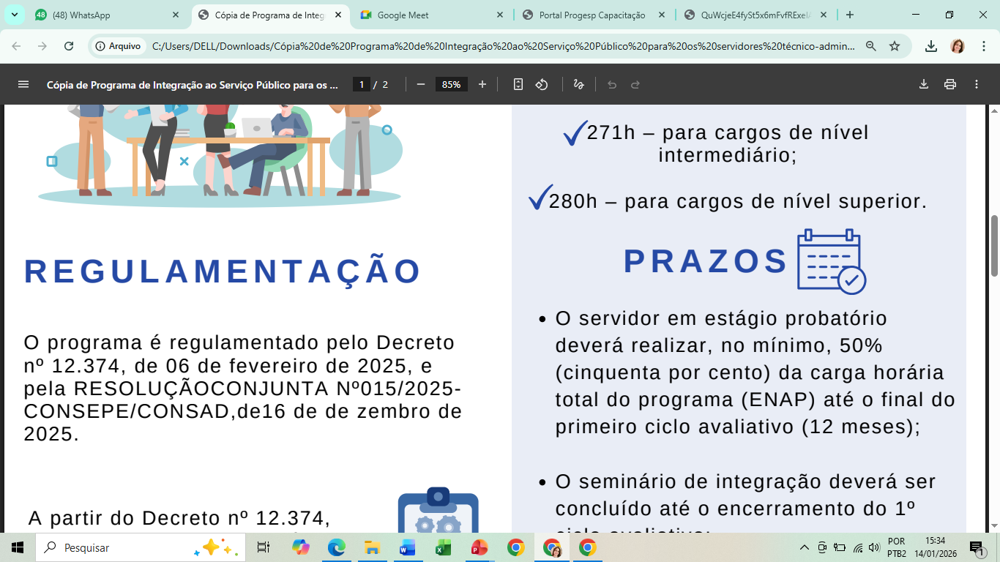 (48) WhatsApp
Cópia de Programa de Integ
Google Meet
Portal Progesp Capacitação
QuWcjeE4fySt5x6mFvfRExel
Arquivo
C:/Users/DELL/Downloads/Cópia%20de%20Programa%20de%20Integração%20ao%20Serviço%20Público%20para%20os%20servidores%20técnico-admin...
Cópia de Programa de Integração ao Serviço Público para os ...
1 / 2
85%
271h – para cargos de nível
intermediário;
280h – para cargos de nível superior.
REGULAMENTAÇÃO
O programa é regulamentado pelo Decreto
nº 12.374, de 06 de fevereiro de 2025, e
pela RESOLUÇÃOCONJUNTA Nº015/2025-
CONSEPE/CONSAD,de16 de de zembro de
2025.
A partir do Decreto nº 12.374,
PRAZOS
O servidor em estágio probatório
deverá realizar, no mínimo, 50%
(cinquenta por cento) da carga horária
total do programa (ENAP) até o final do
primeiro ciclo avaliativo (12 meses);
O seminário de integração deverá ser
concluído até o encerramento do 1º
ciclo avaliativo;
Pesquisar
POR
PTB2
15:34
14/01/2026
1